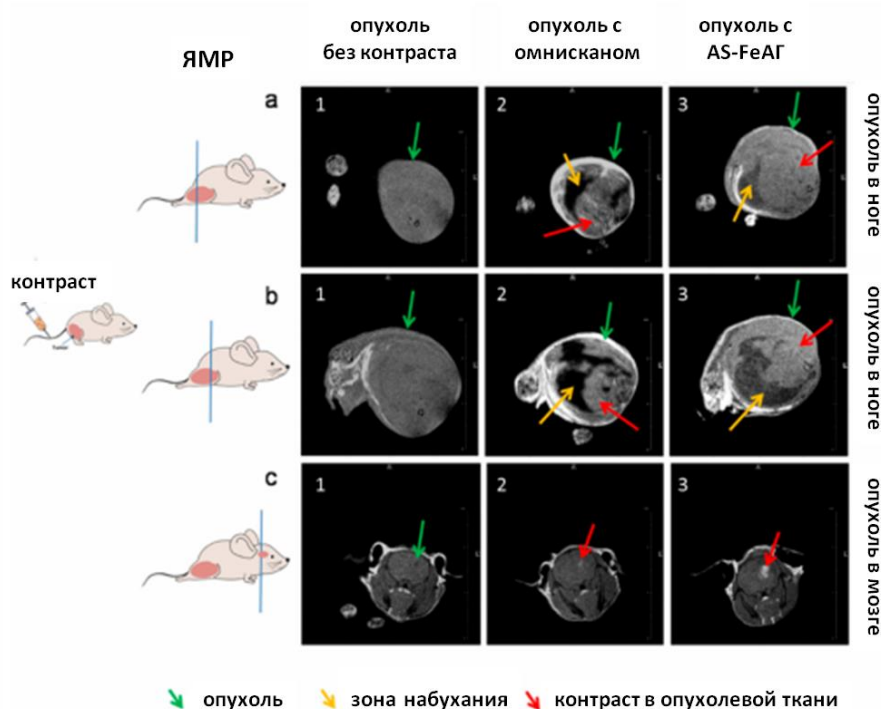 ЯМР
опухоль
без контраста
опухоль с
омнисканом
опухоль с
AS-FeАГ
a
1
2
3
опухоль в ноге
контраст
b
1
2
3
опухоль в ноге
c
1
2
3
опухоль в мозге
опухоль
зона набухания
контраст в опухолевой ткани